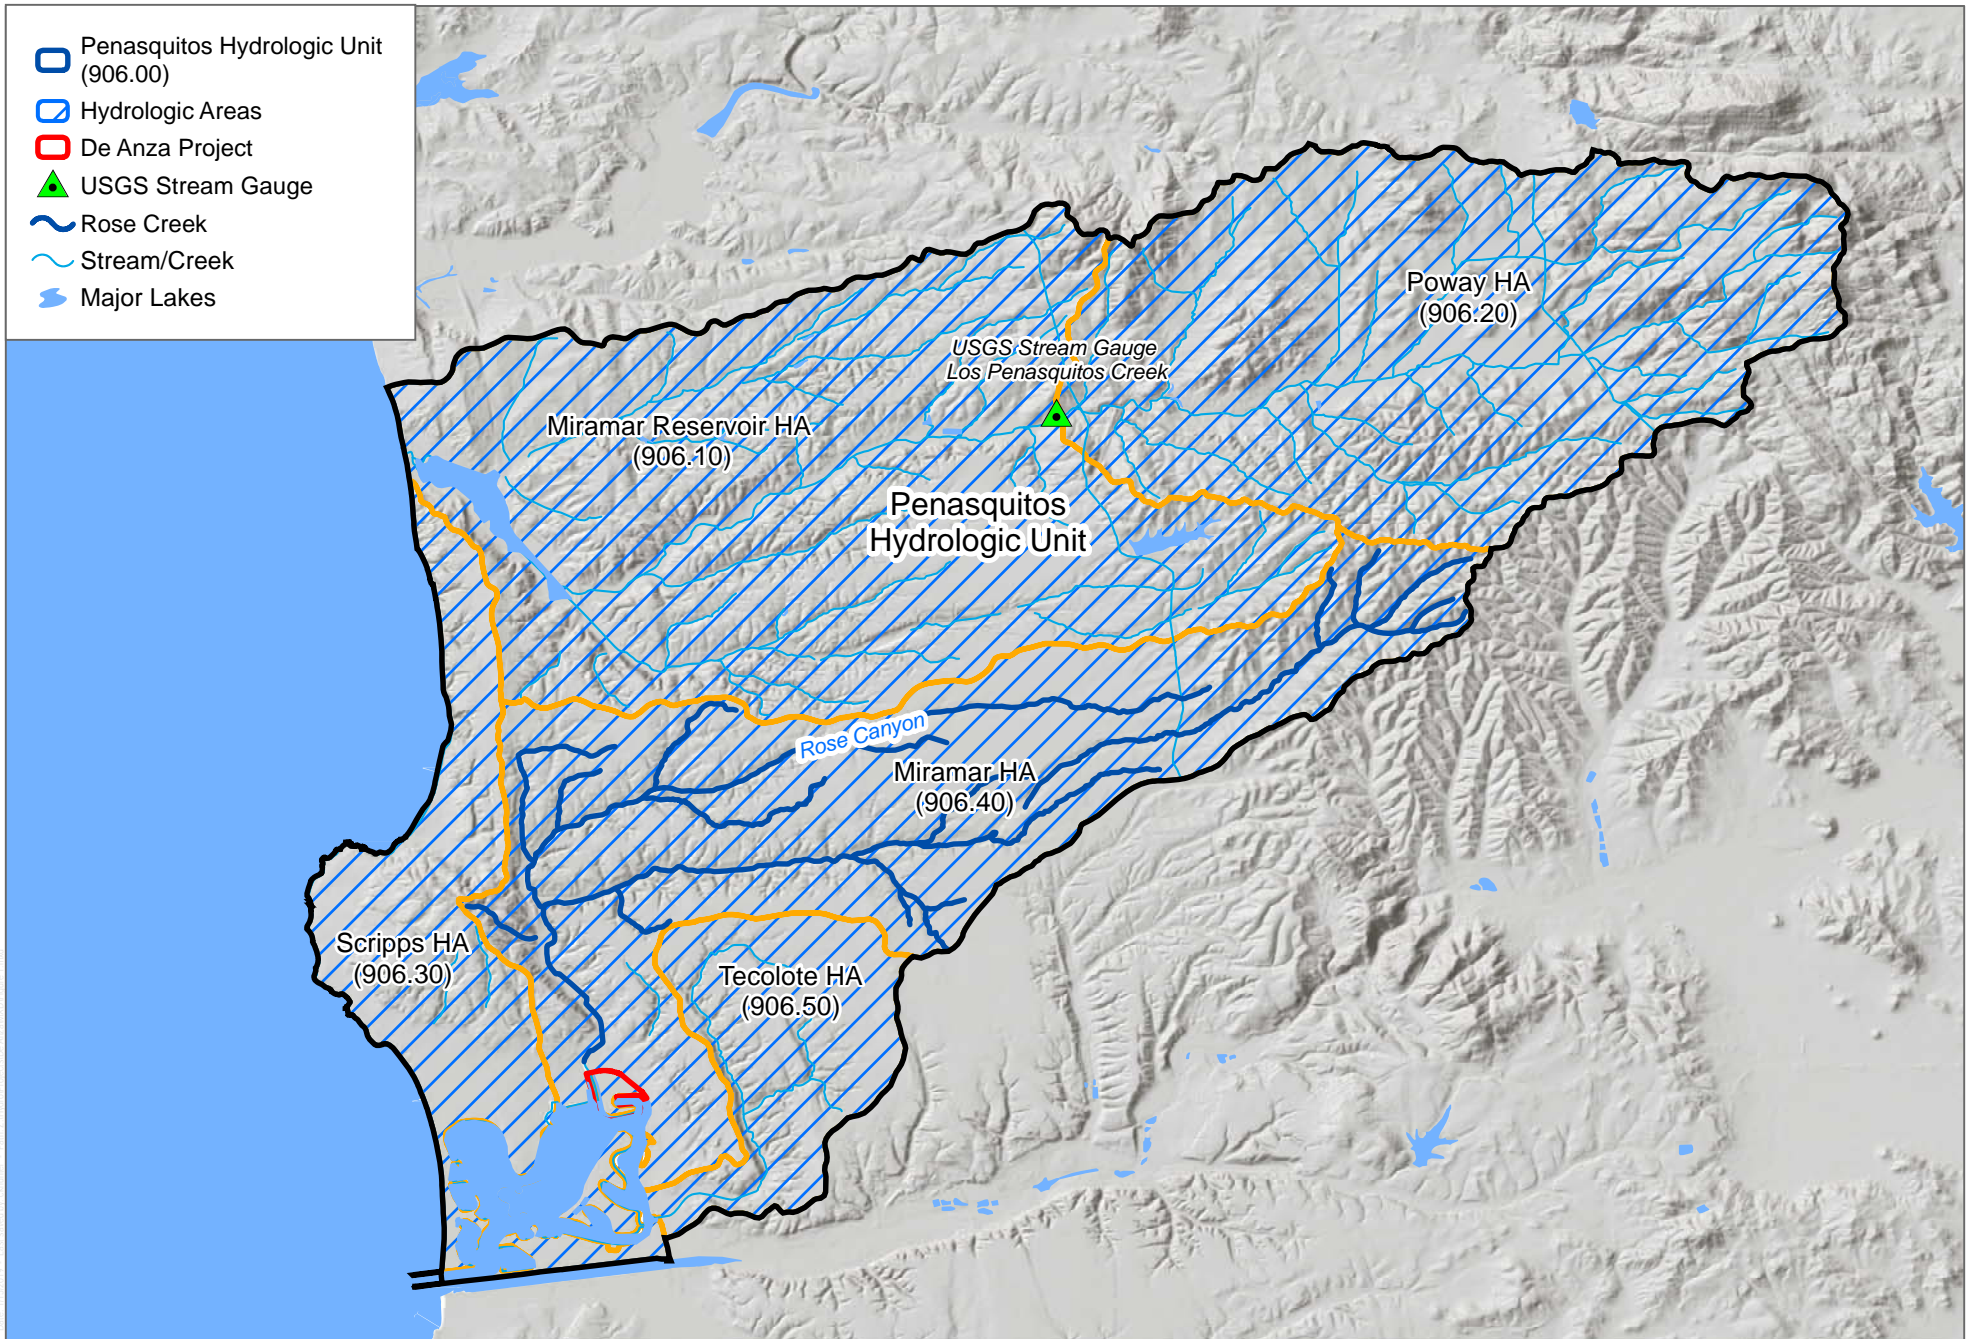 Penasquitos Hydrologic Unit
(906.00)
Hydrologic Areas
De Anza Project
USGS Stream Gauge
Rose Creek
Stream/Creek
Major Lakes
Poway HA
(906.20)
USGS Stream Gauge
Los Penasquitos Creek
Miramar Reservoir HA
(906.10)
Penasquitos
Hydrologic Unit
Rose Canyon
Miramar HA
(906.40)
Scripps HA
(906.30)
Tecolote HA
(906.50)